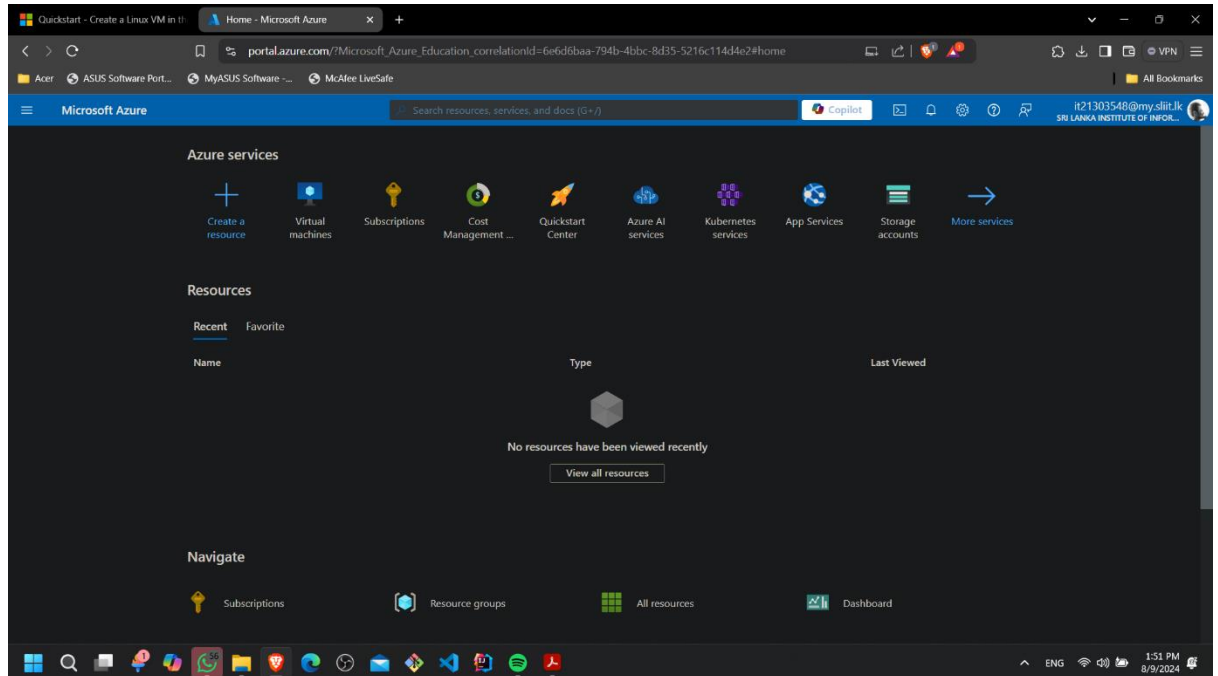 Quickstart - Create a Linux VM in th
Home - Microsoft Azure
portal.azure.com/?Microsoft_Azure_Education_correlationId=6e6d6baa-794b-4bbc-8d35-5216c114d4e2#home
VPN
Acer
ASUS Software Port...
MyASUS Software -...
McAfee LiveSafe
All Bookmarks
Microsoft Azure
Search resources, services, and docs (G+/)
Copilot
it21303548@my.sliit.lk
SRI LANKA INSTITUTE OF INFOR...
Azure services
Create a resource
Virtual machines
Subscriptions
Cost Management ...
Quickstart Center
Azure AI services
Kubernetes services
App Services
Storage accounts
More services
Resources
Recent
Favorite
Name
Type
Last Viewed
No resources have been viewed recently
View all resources
Navigate
Subscriptions
Resource groups
All resources
Dashboard
1
56
ENG
1:51 PM
8/9/2024